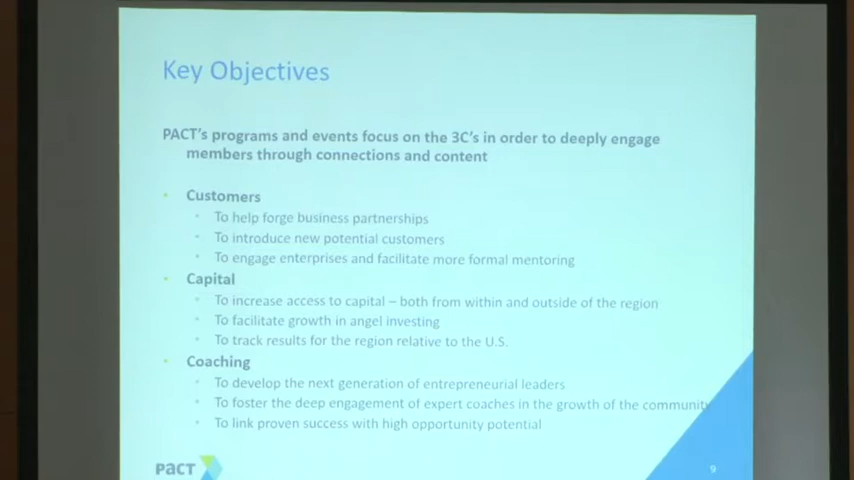 Key Objectives
PACT's programs and events focus on the 3C's in order to deeply engage
members through connections and content
• Customers
• To help forge business partnerships
• To introduce new potential customers
• To engage enterprises and facilitate more formal mentoring
• Capital
• To increase access to capital – both from within and outside of the region
• To facilitate growth in angel investing
• To track results for the region relative to the U.S.
• Coaching
• To develop the next generation of entrepreneurial leaders
• To foster the deep engagement of expert coaches in the growth of the community
• To link proven success with high opportunity potential
PACT
9